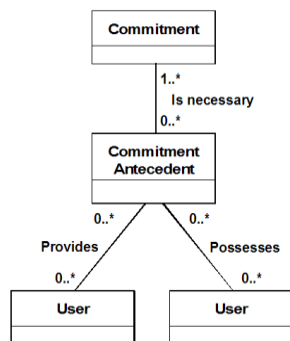 Commitment
1..*
Is necessary
0..*
Commitment
Antecedent
0..* 0..*
Provides Possesses
0..* 0..*
User User